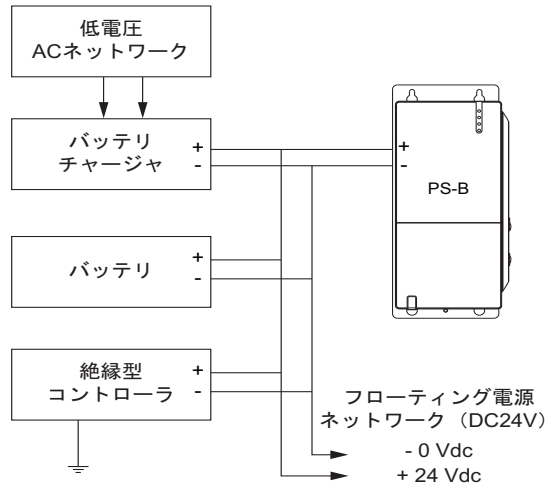 低電圧
ACネットワーク
バッテリ
チャージャ
+
-
+
-
PS-B
バッテリ
+
-
絶縁型
コントローラ
+
-
フローティング電源
ネットワーク（DC24V）
- 0 Vdc
+ 24 Vdc